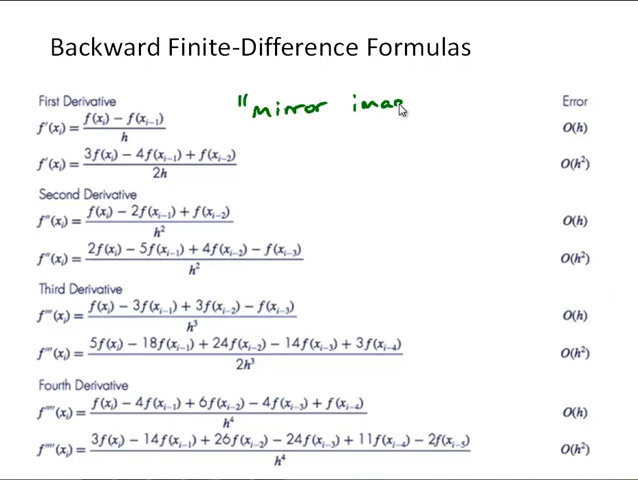 Backward Finite-Difference Formulas
First Derivative "mirror imag Error
f'(xᵢ) = (f(xᵢ) − f(xᵢ₋₁)) / h O(h)
f'(xᵢ) = (3f(xᵢ) − 4f(xᵢ₋₁) + f(xᵢ₋₂)) / 2h O(h²)
Second Derivative
f''(xᵢ) = (f(xᵢ) − 2f(xᵢ₋₁) + f(xᵢ₋₂)) / h² O(h)
f''(xᵢ) = (2f(xᵢ) − 5f(xᵢ₋₁) + 4f(xᵢ₋₂) − f(xᵢ₋₃)) / h² O(h²)
Third Derivative
f'''(xᵢ) = (f(xᵢ) − 3f(xᵢ₋₁) + 3f(xᵢ₋₂) − f(xᵢ₋₃)) / h³ O(h)
f'''(xᵢ) = (5f(xᵢ) − 18f(xᵢ₋₁) + 24f(xᵢ₋₂) − 14f(xᵢ₋₃) + 3f(xᵢ₋₄)) / 2h³ O(h²)
Fourth Derivative
f''''(xᵢ) = (f(xᵢ) − 4f(xᵢ₋₁) + 6f(xᵢ₋₂) − 4f(xᵢ₋₃) + f(xᵢ₋₄)) / h⁴ O(h)
f''''(xᵢ) = (3f(xᵢ) − 14f(xᵢ₋₁) + 26f(xᵢ₋₂) − 24f(xᵢ₋₃) + 11f(xᵢ₋₄) − 2f(xᵢ₋₅)) / h⁴ O(h²)